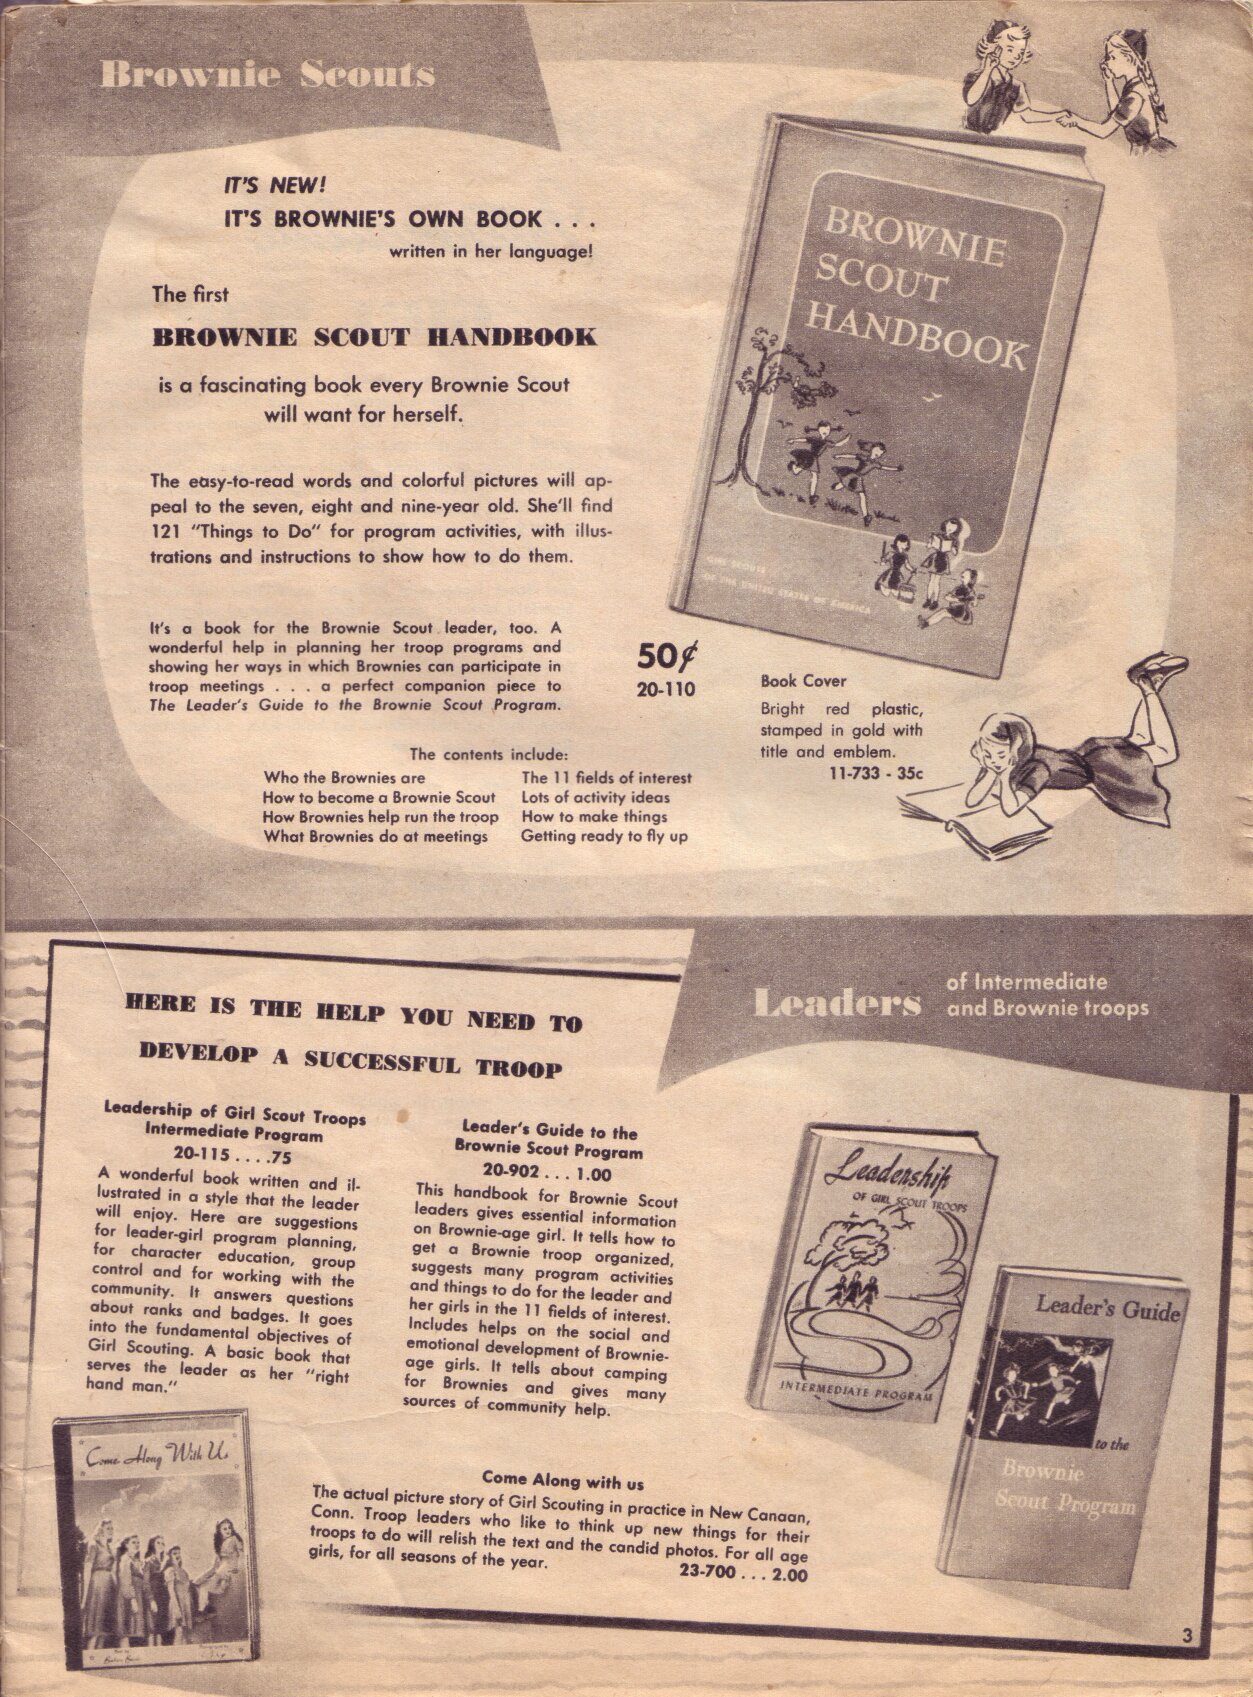 Brownie Scouts
IT'S NEW!
IT'S BROWNIE'S OWN BOOK . . .
written in her language!
The first
BROWNIE SCOUT HANDBOOK
is a fascinating book every Brownie Scout
will want for herself.
The easy-to-read words and colorful pictures will ap-
peal to the seven, eight and nine-year old. She'll find
121 "Things to Do" for program activities, with illus-
trations and instructions to show how to do them.
It's a book for the Brownie Scout leader, too. A
wonderful help in planning her troop programs and
showing her ways in which Brownies can participate in
troop meetings . . . a perfect companion piece to
The Leader's Guide to the Brownie Scout Program.
BROWNIE
SCOUT
HANDBOOK
GIRL SCOUTS
OF THE UNITED STATES OF AMERICA
50¢
20-110
Book Cover
Bright red plastic,
stamped in gold with
title and emblem.
11-733 - 35c
The contents include:
Who the Brownies are
How to become a Brownie Scout
How Brownies help run the troop
What Brownies do at meetings
The 11 fields of interest
Lots of activity ideas
How to make things
Getting ready to fly up
Leaders of Intermediate
and Brownie troops
HERE IS THE HELP YOU NEED TO
DEVELOP A SUCCESSFUL TROOP
Leadership of Girl Scout Troops
Intermediate Program
20-115 . . . .75
A wonderful book written and il-
lustrated in a style that the leader
will enjoy. Here are suggestions
for leader-girl program planning,
for character education, group
control and for working with the
community. It answers questions
about ranks and badges. It goes
into the fundamental objectives of
Girl Scouting. A basic book that
serves the leader as her "right
hand man."
Leader's Guide to the
Brownie Scout Program
20-902 . . . 1.00
This handbook for Brownie Scout
leaders gives essential information
on Brownie-age girl. It tells how to
get a Brownie troop organized,
suggests many program activities
and things to do for the leader and
her girls in the 11 fields of interest.
Includes helps on the social and
emotional development of Brownie-
age girls. It tells about camping
for Brownies and gives many
sources of community help.
Leadership
OF GIRL SCOUT TROOPS
INTERMEDIATE PROGRAM
Leader's Guide
to the
Brownie
Scout Program
Come Along With Us
Come Along with us
The actual picture story of Girl Scouting in practice in New Canaan,
Conn. Troop leaders who like to think up new things for their
troops to do will relish the text and the candid photos. For all age
girls, for all seasons of the year.
23-700 . . . 2.00
3